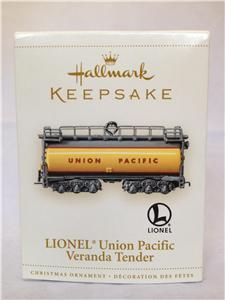 Hallmark
KEEPSAKE
UNION PACIFIC
LIONEL
LIONEL® Union Pacific
Veranda Tender
CHRISTMAS ORNAMENT • DÉCORATION DES FÊTES